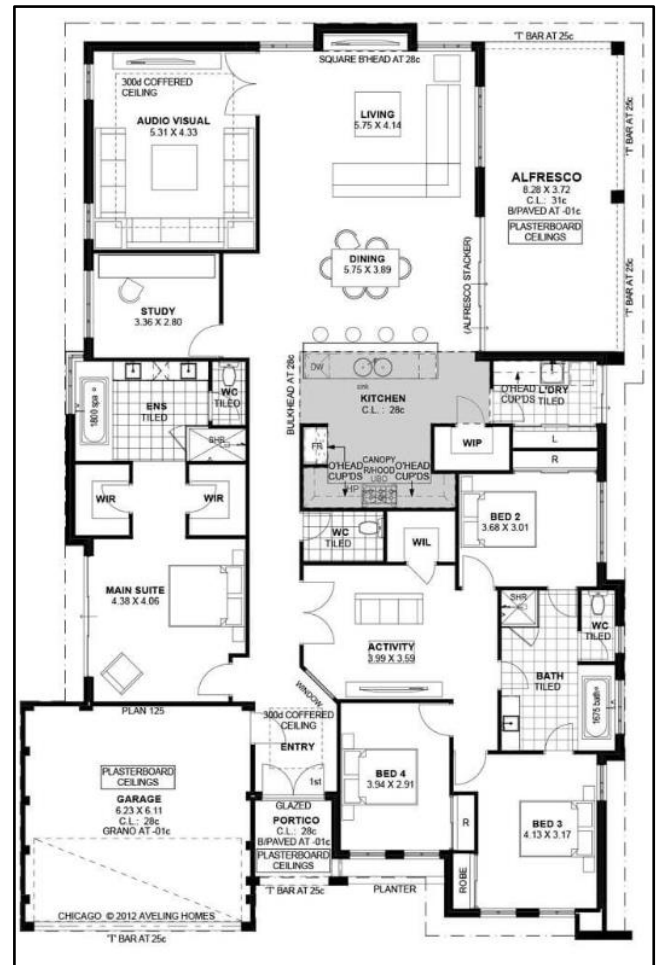 'T' BAR AT 25c
SQUARE B'HEAD AT 28c
300d COFFERED
CEILING
AUDIO VISUAL
5.31 X 4.33
LIVING
5.75 X 4.14
'T' BAR AT 25c
ALFRESCO
8.28 X 3.72
C.L.: 31c
B/PAVED AT -01c
PLASTERBOARD
CEILINGS
DINING
5.75 X 3.89
(ALFRESCO STACKER)
'T' BAR AT 25c
STUDY
3.36 X 2.80
BULKHEAD AT 28c
DW
KITCHEN
C.L. : 28c
O'HEAD
CUP'DS
L'DRY
TILED
1800 spa
ENS
TILED
WC
TILED
SHR
FR
CANOPY
R/HOOD
UBO
O'HEAD
CUP'DS
O'HEAD
CUP'DS
HP
WIP
L
R
WIR
WIR
BED 2
3.68 X 3.01
WC
TILED
WIL
MAIN SUITE
4.38 X 4.06
ACTIVITY
3.99 X 3.59
SHR
WC
TILED
BATH
TILED
1675 bath
WINDOW
PLAN 125
300d COFFERED
CEILING
ENTRY
1st
PLASTERBOARD
CEILINGS
GARAGE
6.23 X 6.11
C.L.: 28c
GRANO AT -01c
GLAZED
PORTICO
C.L.: 28c
B/PAVED AT -01c
PLASTERBOARD
CEILINGS
BED 4
3.94 X 2.91
R
BED 3
4.13 X 3.17
ROBE
'T' BAR AT 25c
PLANTER
CHICAGO © 2012 AVELING HOMES
'T' BAR AT 25c